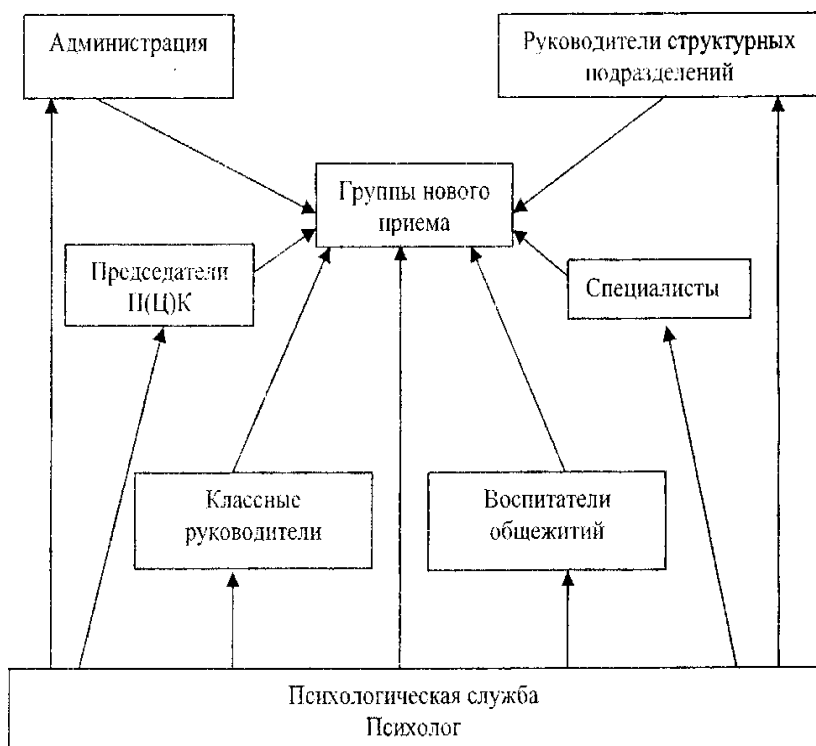 Администрация
Руководители структурных
подразделений
Группы нового
приема
Председатели
П(Ц)К
Специалисты
Классные
руководители
Воспитатели
общежитий
Психологическая служба
Психолог